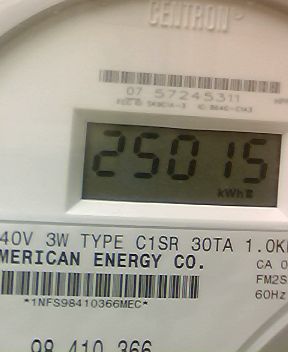 CENTRON
07 57245311
25015
kWh
40V 3W TYPE C1SR 30TA 1.0K
MERICAN ENERGY CO.
CA 0
FM2S
60Hz
*1NFS98410366MEC*
98 410 366